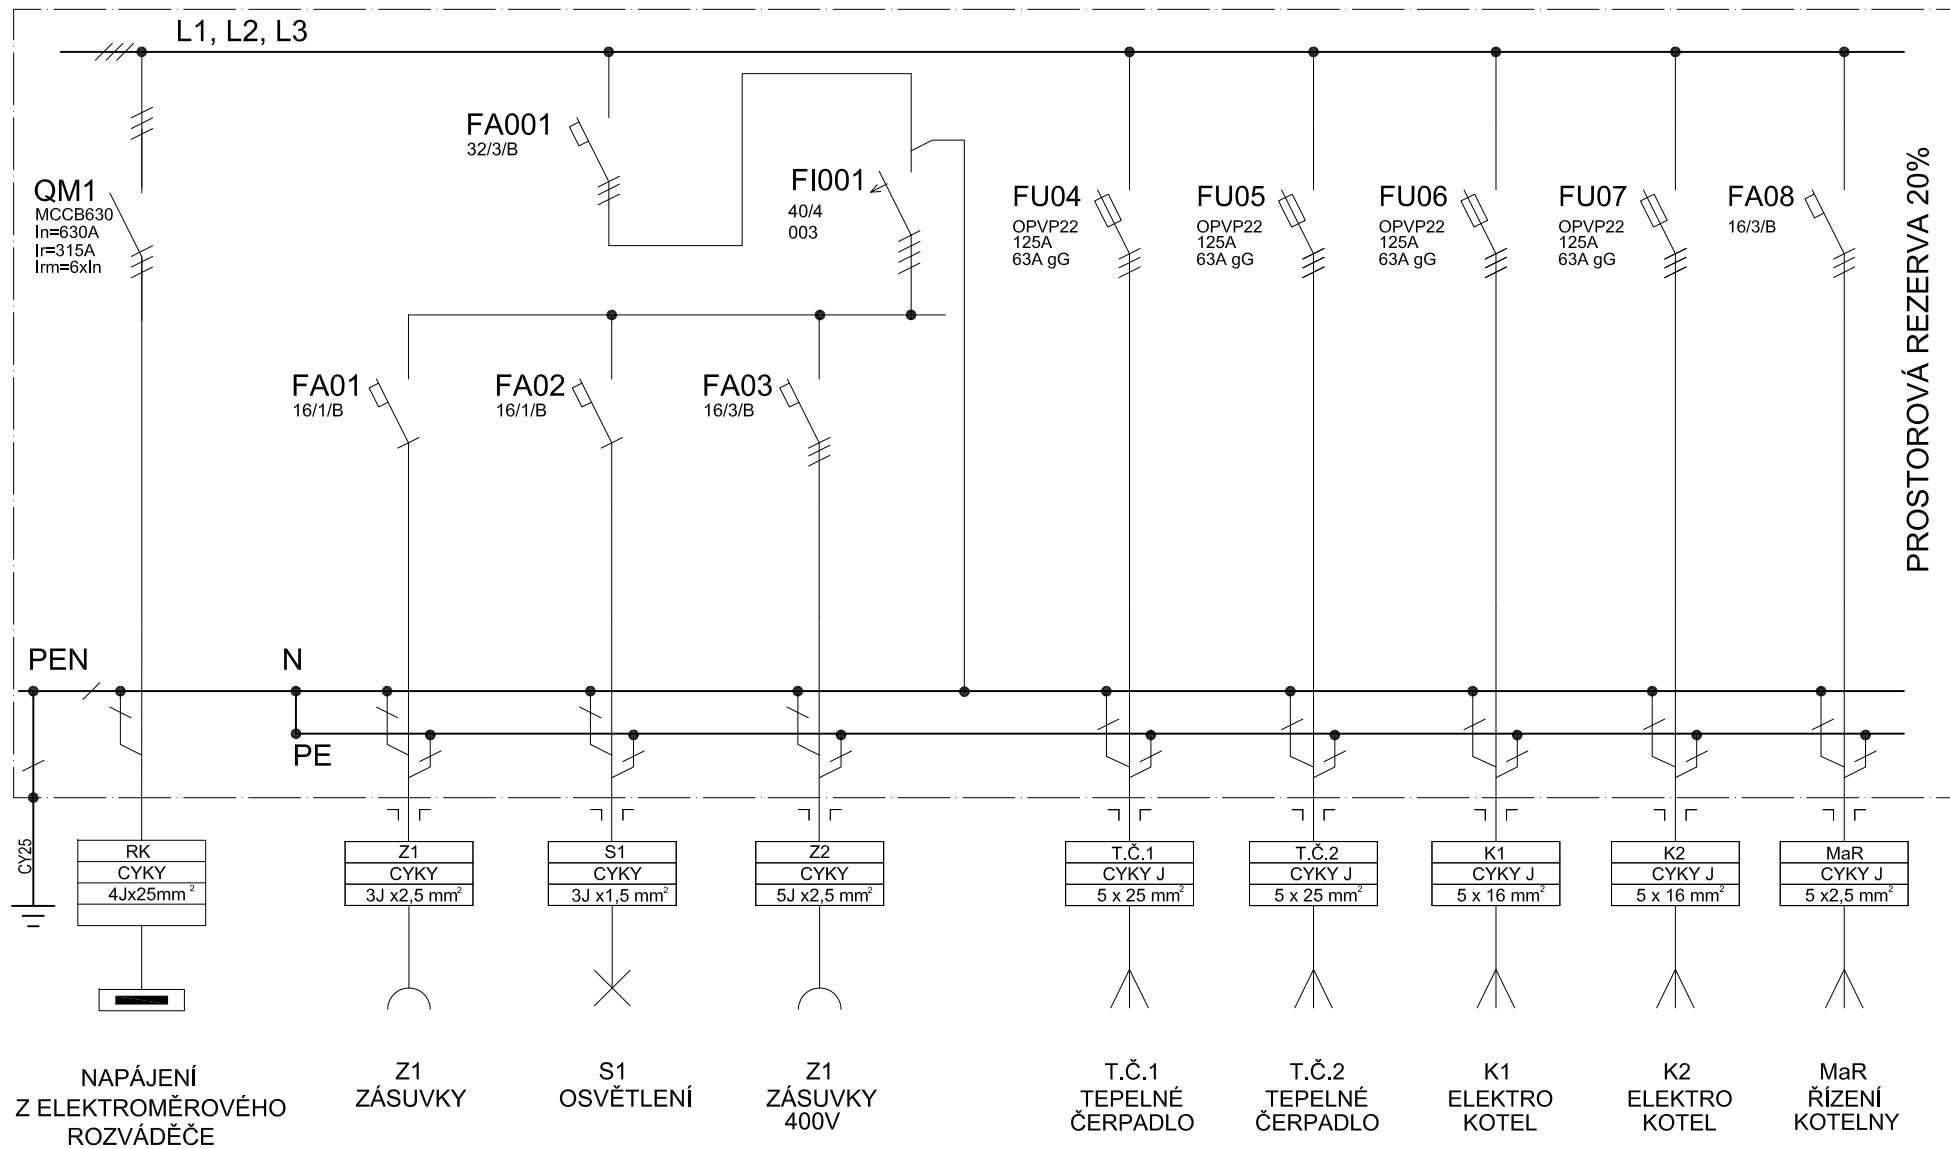 L1, L2, L3
QM1
MCCB630
In=630A
Ir=315A
Irm=6xIn
FA001
32/3/B
FI001
40/4
003
FU04
OPVP22
125A
63A gG
FU05
OPVP22
125A
63A gG
FU06
OPVP22
125A
63A gG
FU07
OPVP22
125A
63A gG
FA08
16/3/B
PROSTOROVÁ REZERVA 20%
FA01
16/1/B
FA02
16/1/B
FA03
16/3/B
PEN
N
PE
CY25
RK
CYKY
4Jx25mm²
Z1
CYKY
3J x2,5 mm²
S1
CYKY
3J x1,5 mm²
Z2
CYKY
5J x2,5 mm²
T.Č.1
CYKY J
5 x 25 mm²
T.Č.2
CYKY J
5 x 25 mm²
K1
CYKY J
5 x 16 mm²
K2
CYKY J
5 x 16 mm²
MaR
CYKY J
5 x2,5 mm²
NAPÁJENÍ
Z ELEKTROMĚROVÉHO
ROZVÁDĚČE
Z1
ZÁSUVKY
S1
OSVĚTLENÍ
Z1
ZÁSUVKY
400V
T.Č.1
TEPELNÉ
ČERPADLO
T.Č.2
TEPELNÉ
ČERPADLO
K1
ELEKTRO
KOTEL
K2
ELEKTRO
KOTEL
MaR
ŘÍZENÍ
KOTELNY